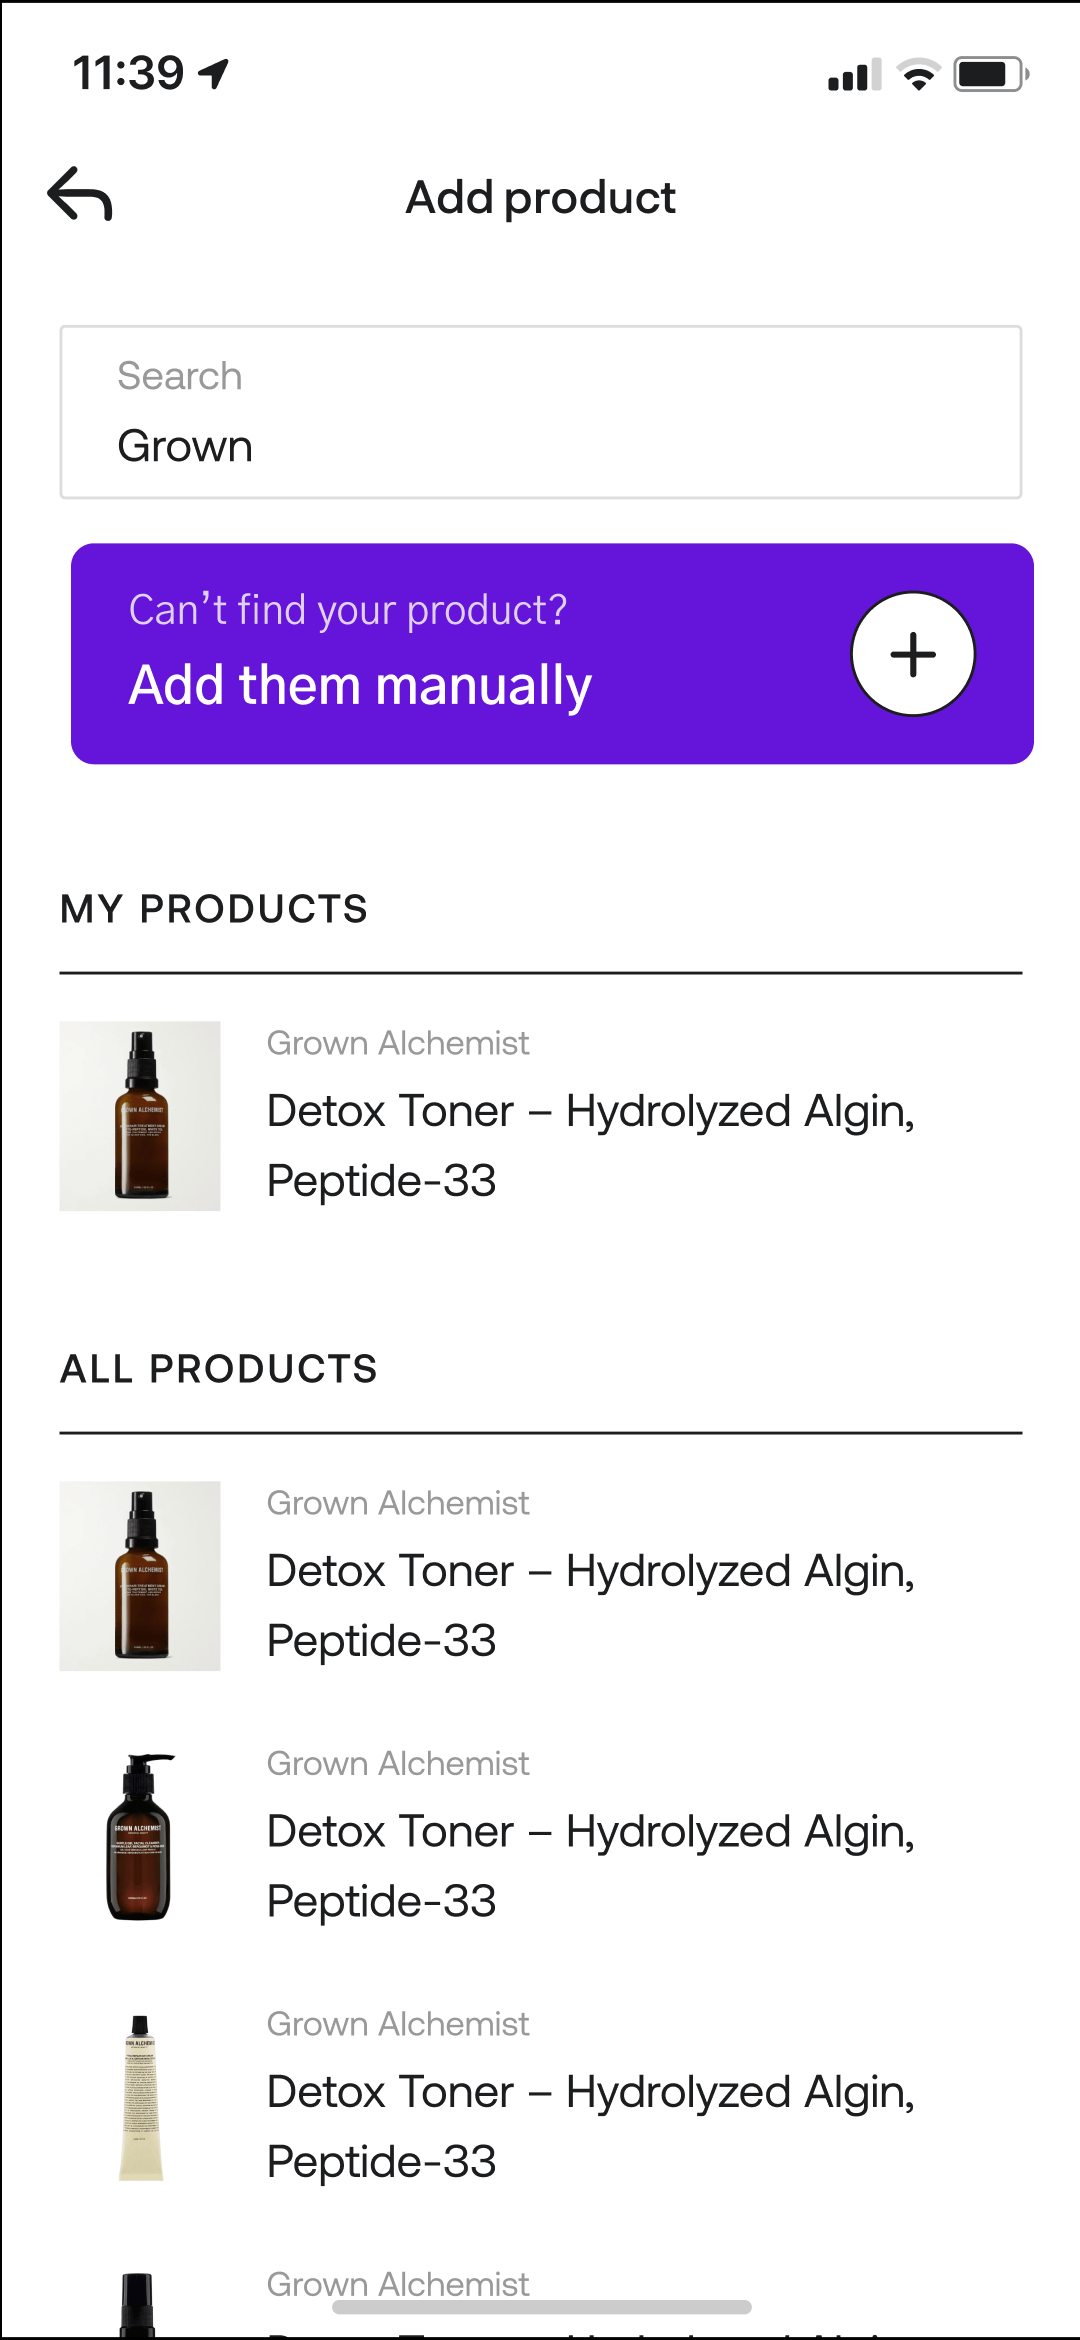 11:39
Add product
Search
Grown
Can’t find your product?
Add them manually
MY PRODUCTS
Grown Alchemist
Detox Toner – Hydrolyzed Algin,
Peptide-33
ALL PRODUCTS
Grown Alchemist
Detox Toner – Hydrolyzed Algin,
Peptide-33
GROWN ALCHEMIST
Grown Alchemist
Detox Toner – Hydrolyzed Algin,
Peptide-33
Grown Alchemist
Detox Toner – Hydrolyzed Algin,
Peptide-33
Grown Alchemist